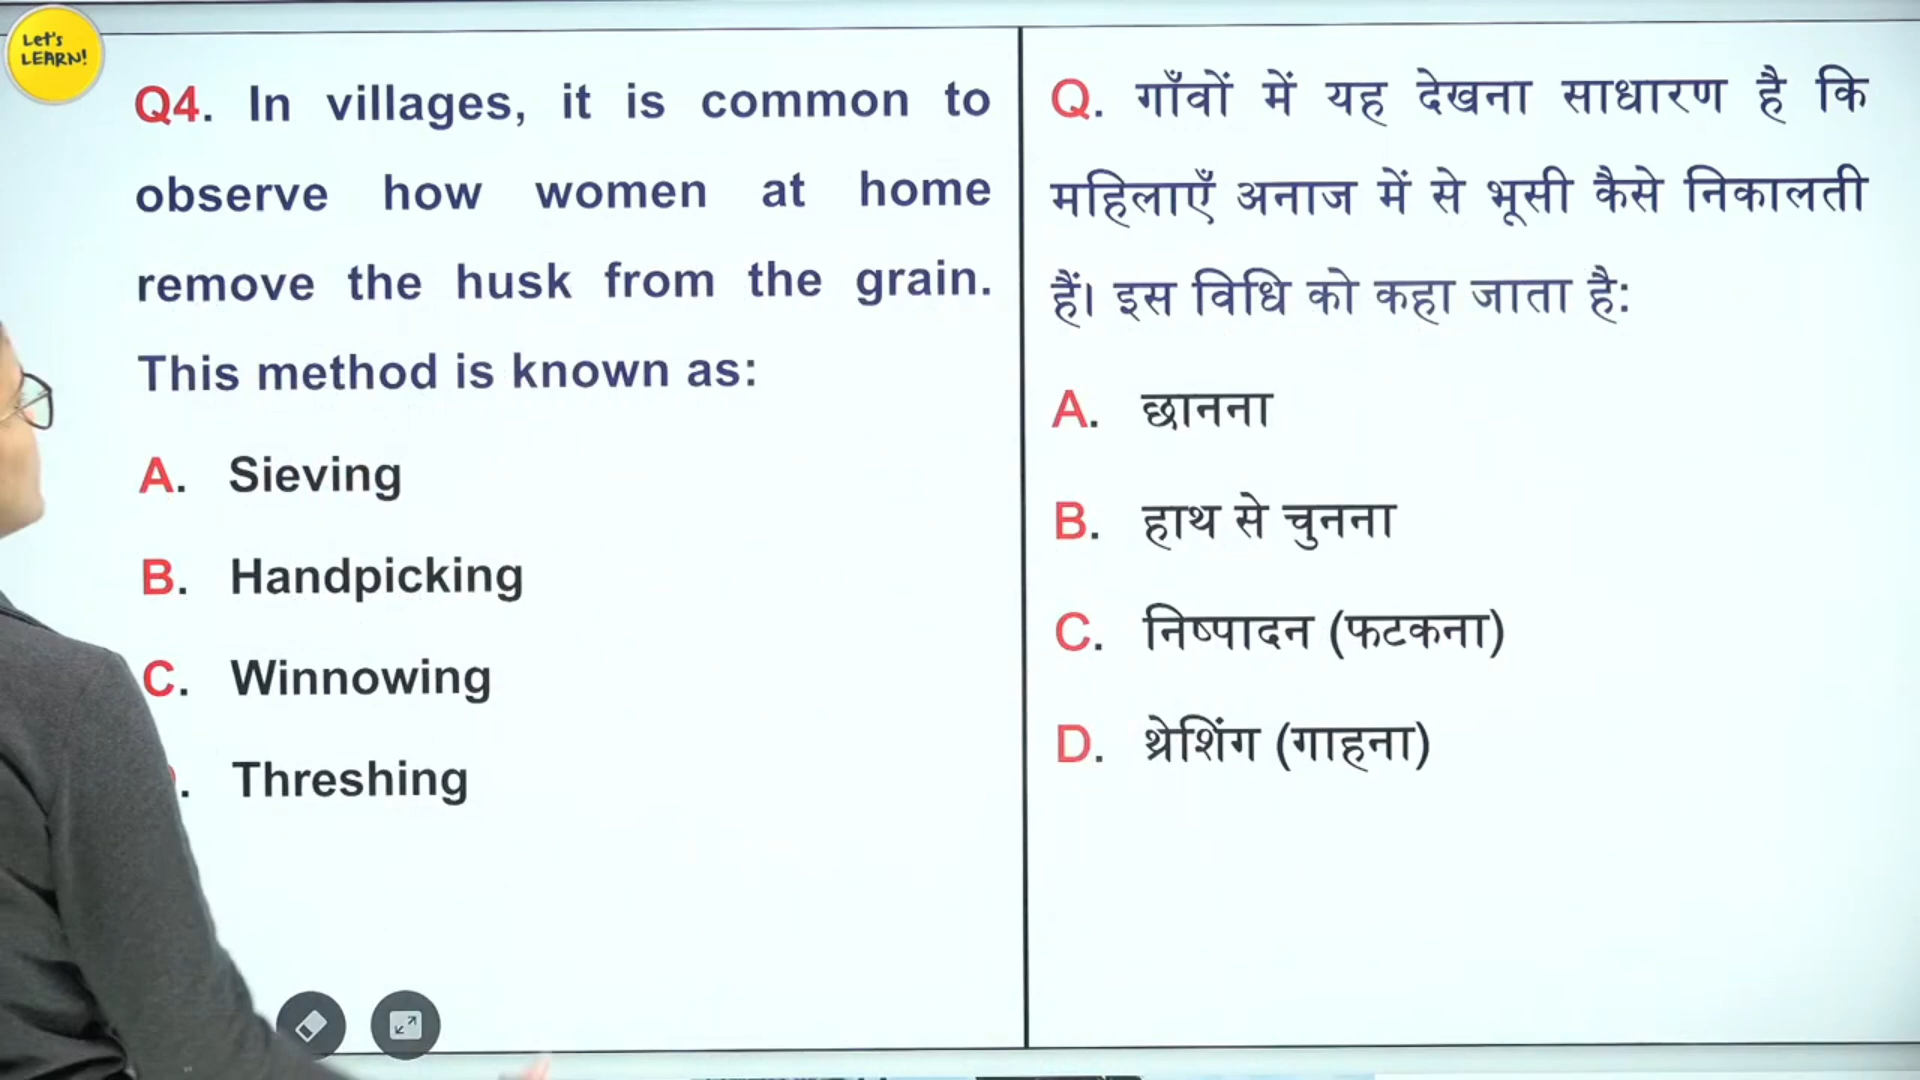 Let's
LEARN!
Q4. In villages, it is common to
observe how women at home
remove the husk from the grain.
This method is known as:
A. Sieving
B. Handpicking
C. Winnowing
. Threshing
Q. गाँवों में यह देखना साधारण है कि
महिलाएँ अनाज में से भूसी कैसे निकालती
हैं। इस विधि को कहा जाता है:
A. छानना
B. हाथ से चुनना
C. निष्पादन (फटकना)
D. थ्रेशिंग (गाहना)